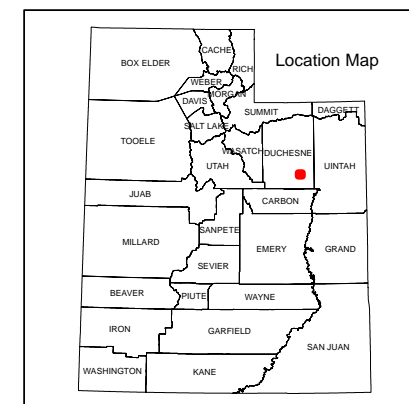 Location Map
BOX ELDER
CACHE
RICH
WEBER
MORGAN
DAVIS
SUMMIT
DAGGETT
SALT LAKE
TOOELE
WASATCH
DUCHESNE
UTAH
UINTAH
JUAB
CARBON
SANPETE
MILLARD
EMERY
GRAND
SEVIER
BEAVER
PIUTE
WAYNE
IRON
GARFIELD
SAN JUAN
WASHINGTON
KANE